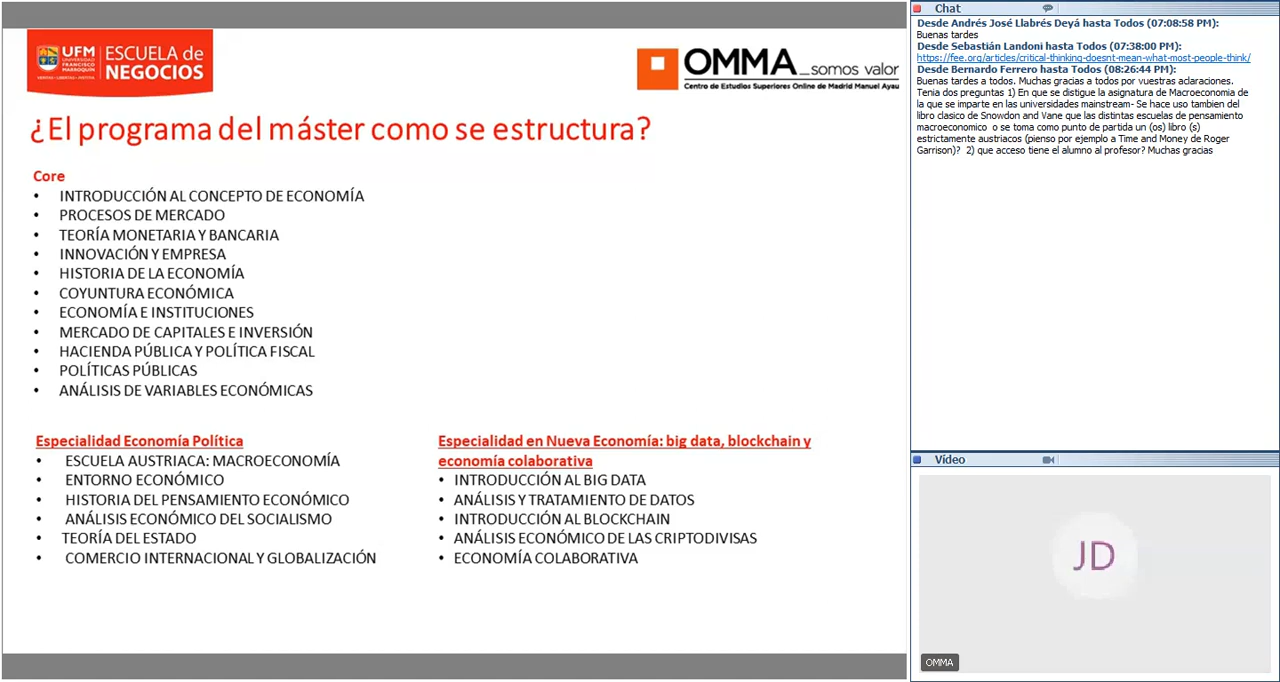 UFM
UNIVERSIDAD
FRANCISCO
MARROQUÍN
ESCUELA de
NEGOCIOS
OMMA_somos valor
Centro de Estudios Superiores Online de Madrid Manuel Ayau
¿El programa del máster como se estructura?
Core
• INTRODUCCIÓN AL CONCEPTO DE ECONOMÍA
• PROCESOS DE MERCADO
• TEORÍA MONETARIA Y BANCARIA
• INNOVACIÓN Y EMPRESA
• HISTORIA DE LA ECONOMÍA
• COYUNTURA ECONÓMICA
• ECONOMÍA E INSTITUCIONES
• MERCADO DE CAPITALES E INVERSIÓN
• HACIENDA PÚBLICA Y POLÍTICA FISCAL
• POLÍTICAS PÚBLICAS
• ANÁLISIS DE VARIABLES ECONÓMICAS
Especialidad Economía Política
• ESCUELA AUSTRIACA: MACROECONOMÍA
• ENTORNO ECONÓMICO
• HISTORIA DEL PENSAMIENTO ECONÓMICO
• ANÁLISIS ECONÓMICO DEL SOCIALISMO
• TEORÍA DEL ESTADO
• COMERCIO INTERNACIONAL Y GLOBALIZACIÓN
Especialidad en Nueva Economía: big data, blockchain y
economía colaborativa
• INTRODUCCIÓN AL BIG DATA
• ANÁLISIS Y TRATAMIENTO DE DATOS
• INTRODUCCIÓN AL BLOCKCHAIN
• ANÁLISIS ECONÓMICO DE LAS CRIPTODIVISAS
• ECONOMÍA COLABORATIVA
Chat
Desde Andrés José Llabrés Deyá hasta Todos (07:08:58 PM):
Buenas tardes
Desde Sebastián Landoni hasta Todos (07:38:00 PM):
https://fee.org/articles/critical-thinking-doesnt-mean-what-most-people-think/
Desde Bernardo Ferrero hasta Todos (08:26:44 PM):
Buenas tardes a todos. Muchas gracias a todos por vuestras aclaraciones.
Tenia dos preguntas 1) En que se distigue la asignatura de Macroeconomia de
la que se imparte en las universidades mainstream- Se hace uso tambien del
libro clasico de Snowdon and Vane que las distintas escuelas de pensamiento
macroeconomico o se toma como punto de partida un (os) libro (s)
estrictamente austriacos (pienso por ejemplo a Time and Money de Roger
Garrison)? 2) que acceso tiene el alumno al profesor? Muchas gracias
Vídeo
JD
OMMA